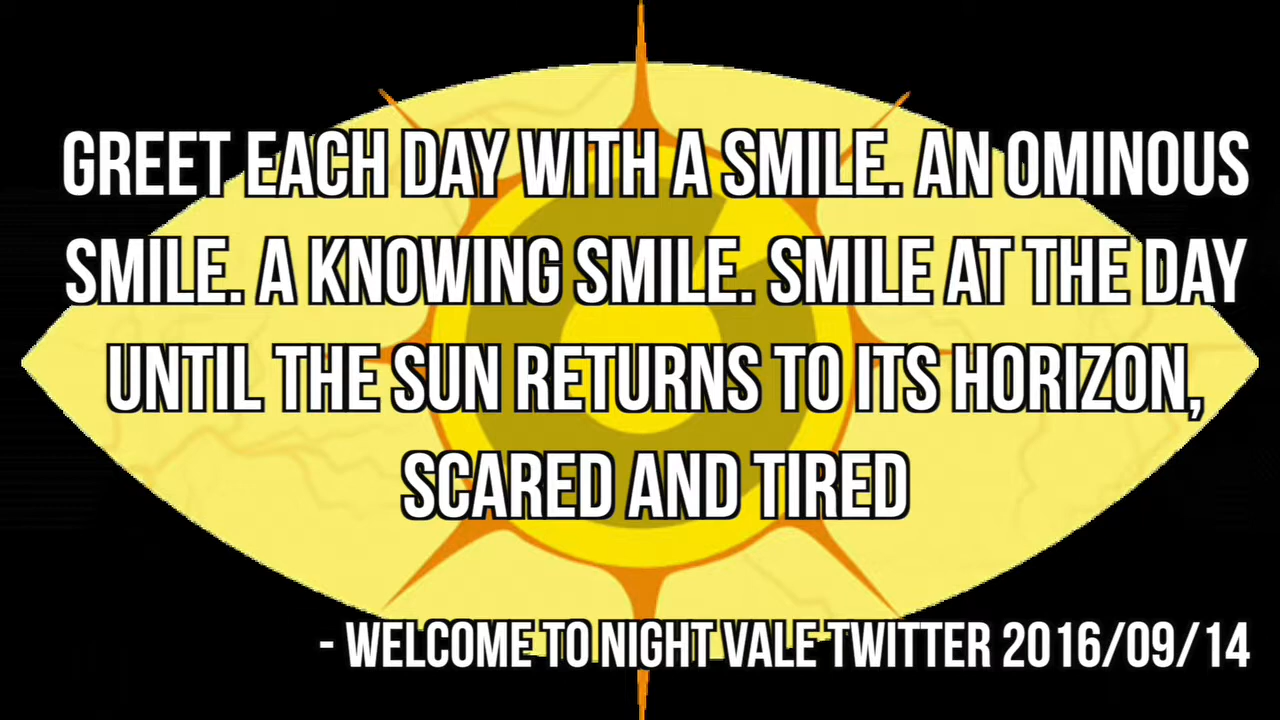 GREET EACH DAY WITH A SMILE. AN OMINOUS
SMILE. A KNOWING SMILE. SMILE AT THE DAY
UNTIL THE SUN RETURNS TO ITS HORIZON,
SCARED AND TIRED
- WELCOME TO NIGHT VALE TWITTER 2016/09/14